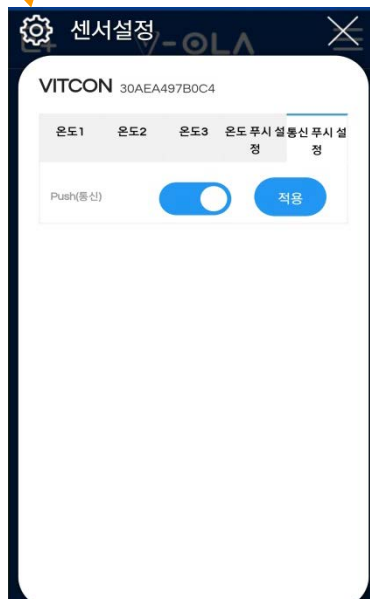 센서설정
V-OLA
VITCON 30AEA497B0C4
온도1 온도2 온도3 온도 푸시 설정 통신 푸시 설정
Push(통신) 적용